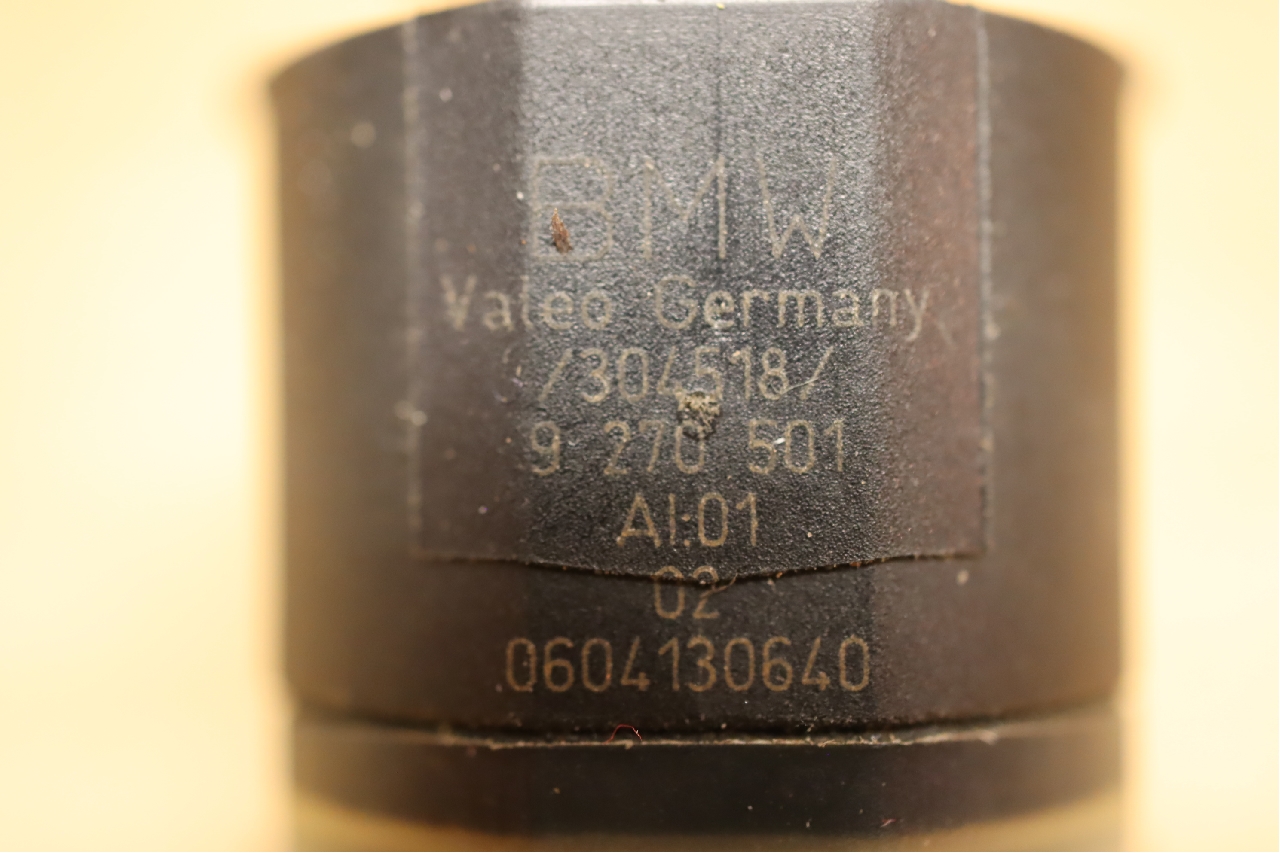 BMW
Valeo Germany
/304518/
9 270 501
AI:01
02
0604130640